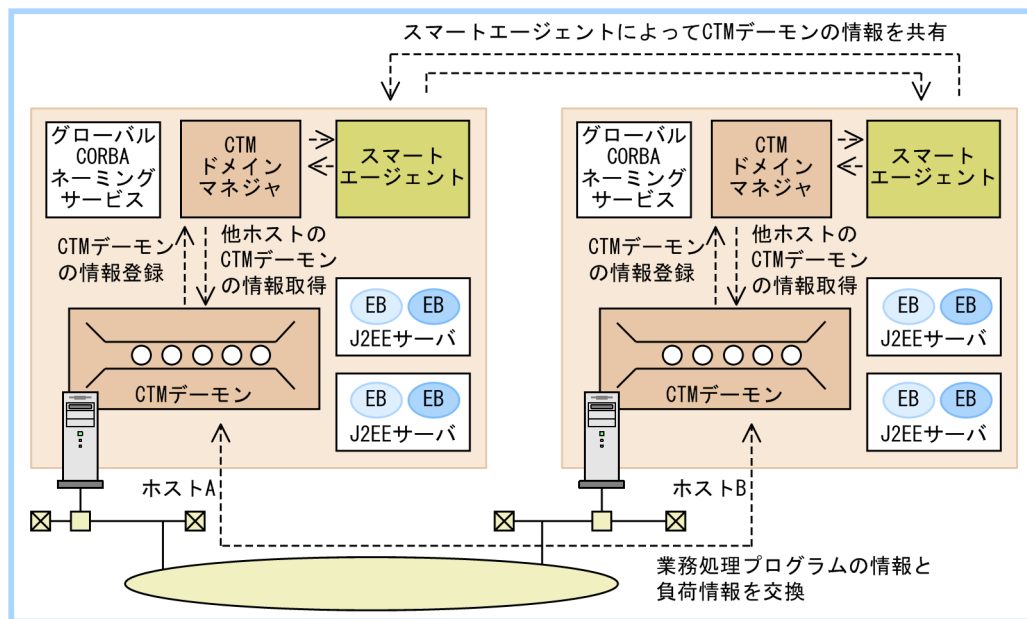 スマートエージェントによってCTMデーモンの情報を共有
グローバル
CORBA
ネーミング
サービス
CTM
ドメイン
マネジャ
スマート
エージェント
CTMデーモン
の情報登録
他ホストの
CTMデーモン
の情報取得
EB
EB
J2EEサーバ
CTMデーモン
EB
EB
J2EEサーバ
ホストA
グローバル
CORBA
ネーミング
サービス
CTM
ドメイン
マネジャ
スマート
エージェント
CTMデーモン
の情報登録
他ホストの
CTMデーモン
の情報取得
EB
EB
J2EEサーバ
CTMデーモン
EB
EB
J2EEサーバ
ホストB
業務処理プログラムの情報と
負荷情報を交換